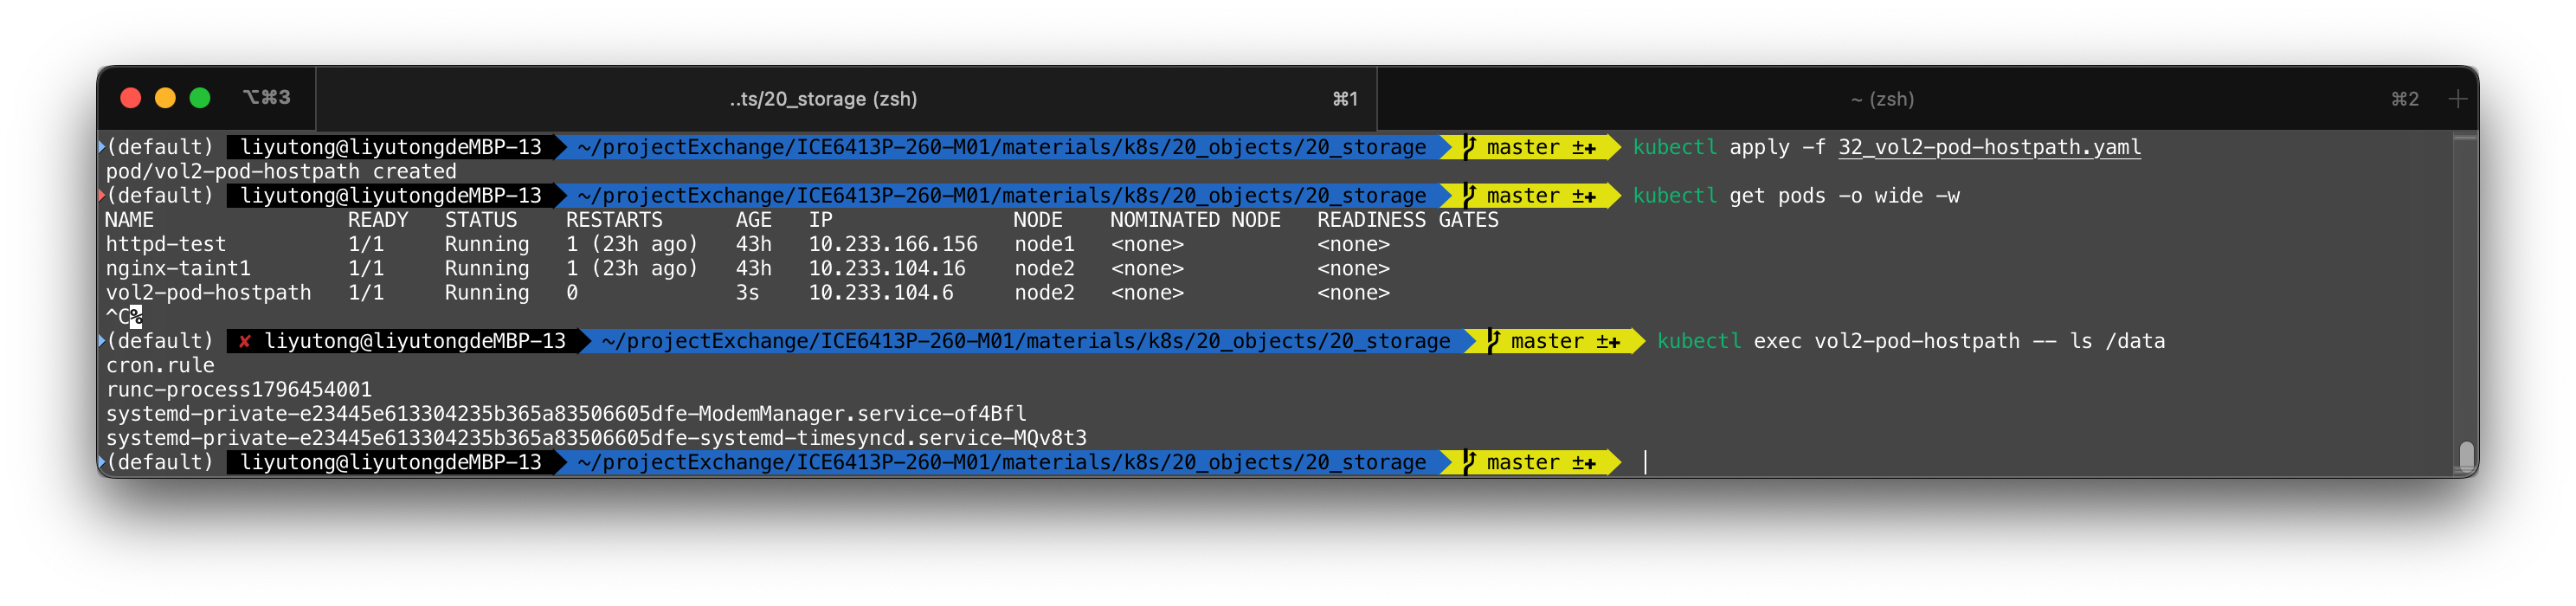 ⌥⌘3 ..ts/20_storage (zsh) ⌘1 ~ (zsh) ⌘2 +
(default) liyutong@liyutongdeMBP-13 ~/projectExchange/ICE6413P-260-M01/materials/k8s/20_objects/20_storage master ±✚ kubectl apply -f 32_vol2-pod-hostpath.yaml
pod/vol2-pod-hostpath created
(default) liyutong@liyutongdeMBP-13 ~/projectExchange/ICE6413P-260-M01/materials/k8s/20_objects/20_storage master ±✚ kubectl get pods -o wide -w
NAME READY STATUS RESTARTS AGE IP NODE NOMINATED NODE READINESS GATES
httpd-test 1/1 Running 1 (23h ago) 43h 10.233.166.156 node1 <none> <none>
nginx-taint1 1/1 Running 1 (23h ago) 43h 10.233.104.16 node2 <none> <none>
vol2-pod-hostpath 1/1 Running 0 3s 10.233.104.6 node2 <none> <none>
^C%
(default) ✘ liyutong@liyutongdeMBP-13 ~/projectExchange/ICE6413P-260-M01/materials/k8s/20_objects/20_storage master ±✚ kubectl exec vol2-pod-hostpath -- ls /data
cron.rule
runc-process1796454001
systemd-private-e23445e613304235b365a83506605dfe-ModemManager.service-of4Bfl
systemd-private-e23445e613304235b365a83506605dfe-systemd-timesyncd.service-MQv8t3
(default) liyutong@liyutongdeMBP-13 ~/projectExchange/ICE6413P-260-M01/materials/k8s/20_objects/20_storage master ±✚